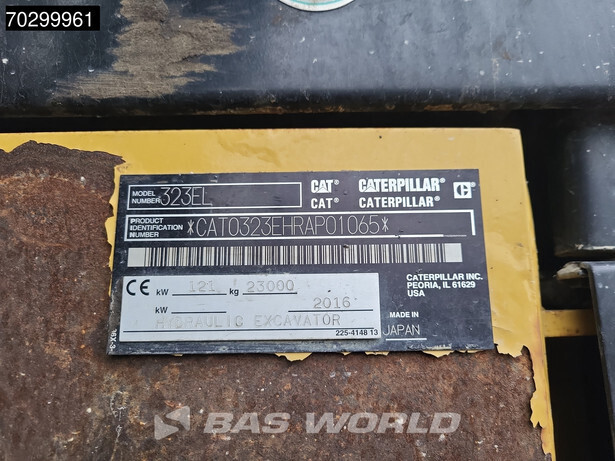 70299961
MODEL NUMBER 323EL
CAT CATERPILLAR C
CAT® CATERPILLAR®
PRODUCT IDENTIFICATION NUMBER *CAT0323EHRAP01065*
CE kW 121 kg 23000
kW 2016
HYDRAULIC EXCAVATOR
225-4148 13
CATERPILLAR INC.
PEORIA, IL 61629
USA
MADE IN
JAPAN
BAS WORLD